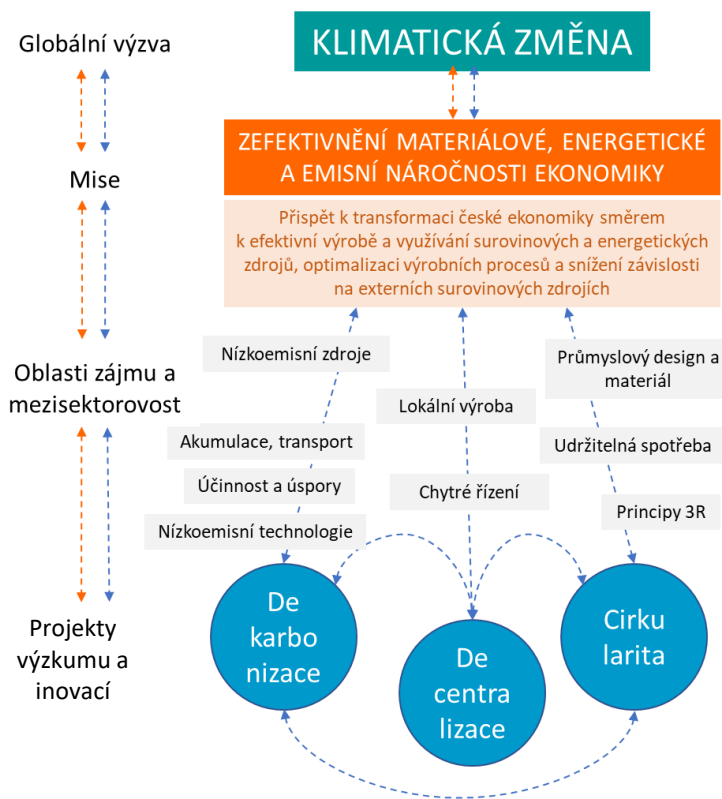 Globální výzva
KLIMATICKÁ ZMĚNA
ZEFEKTIVNĚNÍ MATERIÁLOVÉ, ENERGETICKÉ
A EMISNÍ NÁROČNOSTI EKONOMIKY
Mise
Přispět k transformaci české ekonomiky směrem
k efektivní výrobě a využívání surovinových a energetických
zdrojů, optimalizaci výrobních procesů a snížení závislosti
na externích surovinových zdrojích
Oblasti zájmu a
mezisektorovost
Nízkoemisní zdroje
Akumulace, transport
Účinnost a úspory
Nízkoemisní technologie
Lokální výroba
Chytré řízení
Průmyslový design a
materiál
Udržitelná spotřeba
Principy 3R
Projekty
výzkumu a
inovací
De
karbo
nizace
De
centra
lizace
Cirku
larita